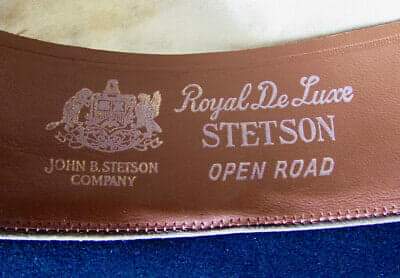 JOHN B. STETSON
COMPANY
Royal De Luxe
STETSON
OPEN ROAD